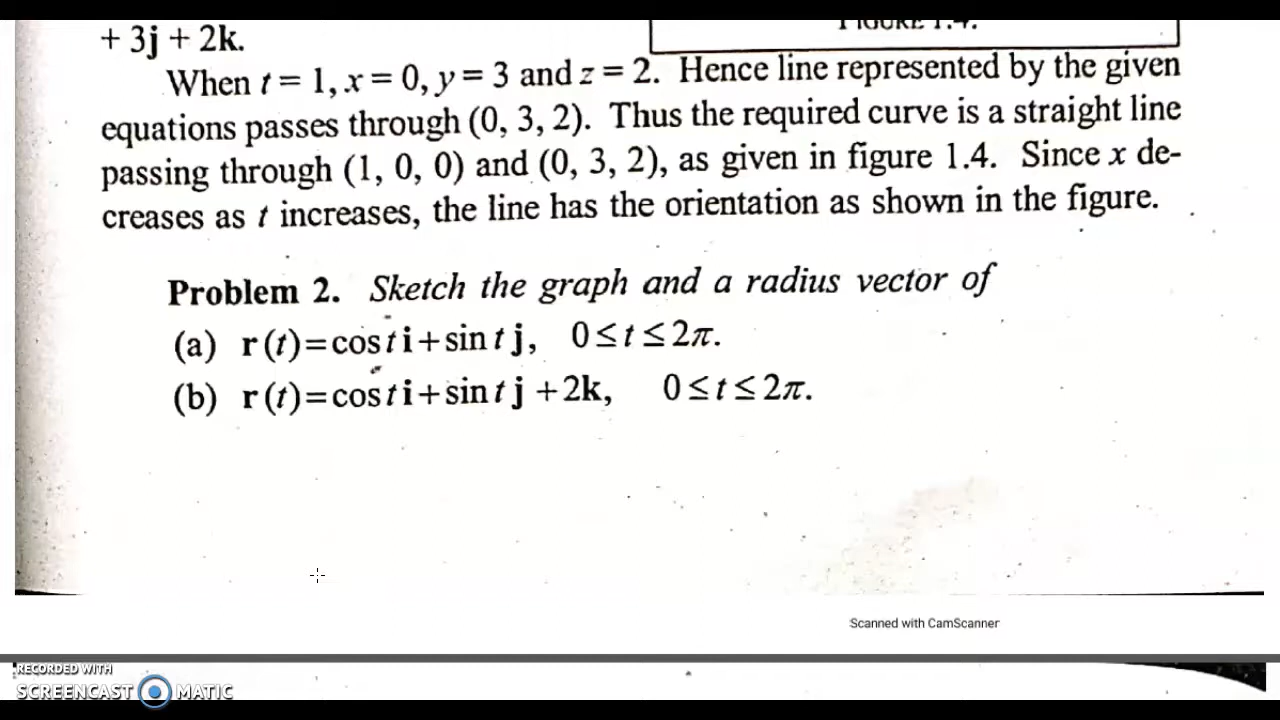 + 3j + 2k.
FIGURE 1.4.
When t = 1, x = 0, y = 3 and z = 2. Hence line represented by the given
equations passes through (0, 3, 2). Thus the required curve is a straight line
passing through (1, 0, 0) and (0, 3, 2), as given in figure 1.4. Since x de-
creases as t increases, the line has the orientation as shown in the figure.
Problem 2. Sketch the graph and a radius vector of
(a) r(t)=cos t i+sin t j, 0≤t≤2π.
(b) r(t)=cos t i+sin t j +2k, 0≤t≤2π.
Scanned with CamScanner
RECORDED WITH
SCREENCAST MATIC